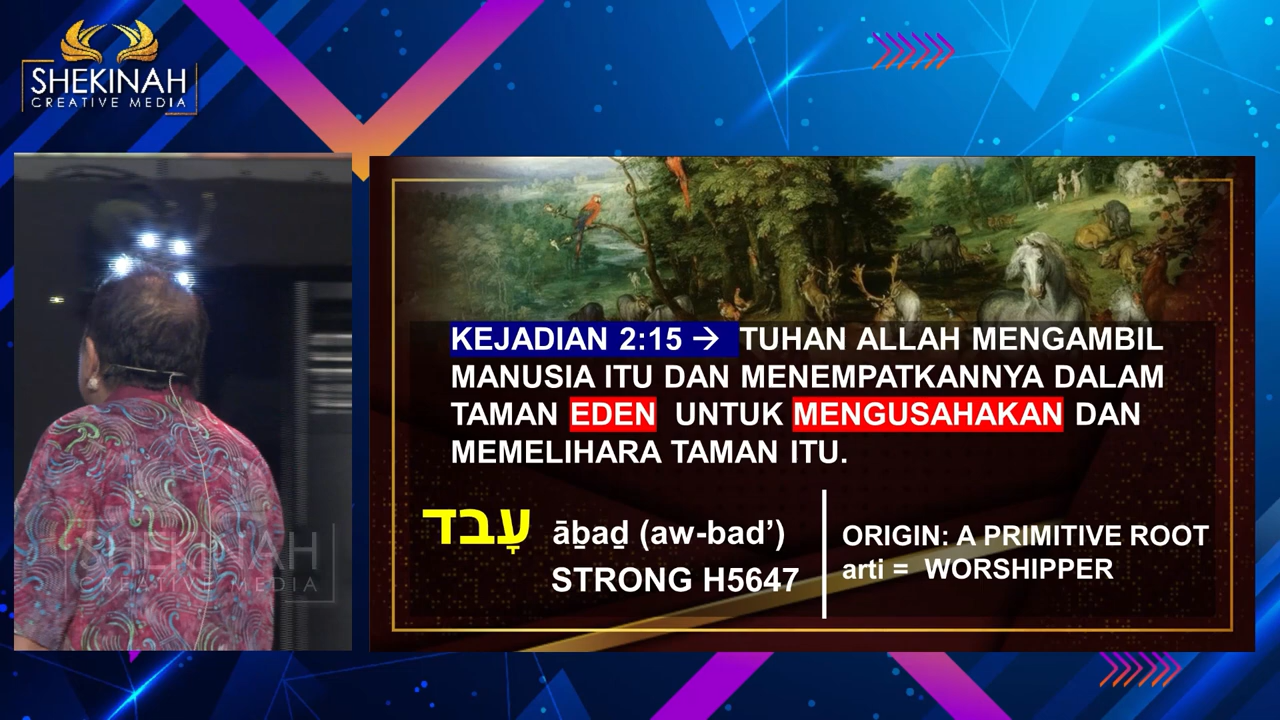 SHEKINAH
CREATIVE MEDIA
KEJADIAN 2:15 → TUHAN ALLAH MENGAMBIL
MANUSIA ITU DAN MENEMPATKANNYA DALAM
TAMAN EDEN UNTUK MENGUSAHAKAN DAN
MEMELIHARA TAMAN ITU.
עָבד āḇaḏ (aw-bad’)
STRONG H5647
ORIGIN: A PRIMITIVE ROOT
arti = WORSHIPPER
SHEKINAH
CREATIVE MEDIA